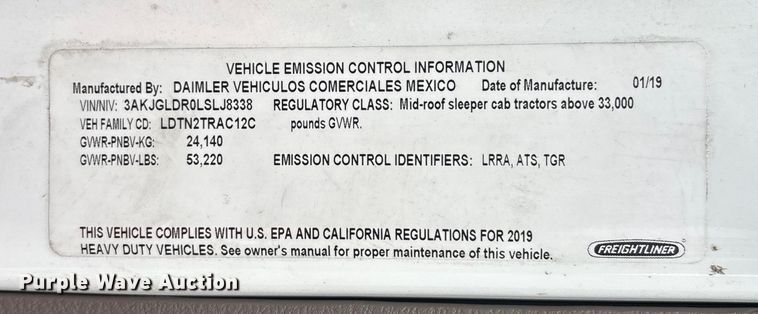 VEHICLE EMISSION CONTROL INFORMATION
Manufactured By: DAIMLER VEHICULOS COMERCIALES MEXICO Date of Manufacture: 01/19
VIN/NIV: 3AKJGLDR0LSLJ8338 REGULATORY CLASS: Mid-roof sleeper cab tractors above 33,000
VEH FAMILY CD: LDTN2TRAC12C pounds GVWR.
GVWR-PNBV-KG: 24,140
GVWR-PNBV-LBS: 53,220 EMISSION CONTROL IDENTIFIERS: LRRA, ATS, TGR
THIS VEHICLE COMPLIES WITH U.S. EPA AND CALIFORNIA REGULATIONS FOR 2019
HEAVY DUTY VEHICLES. See owner's manual for proper maintenance of this vehicle.
FREIGHTLINER
Purple Wave Auction